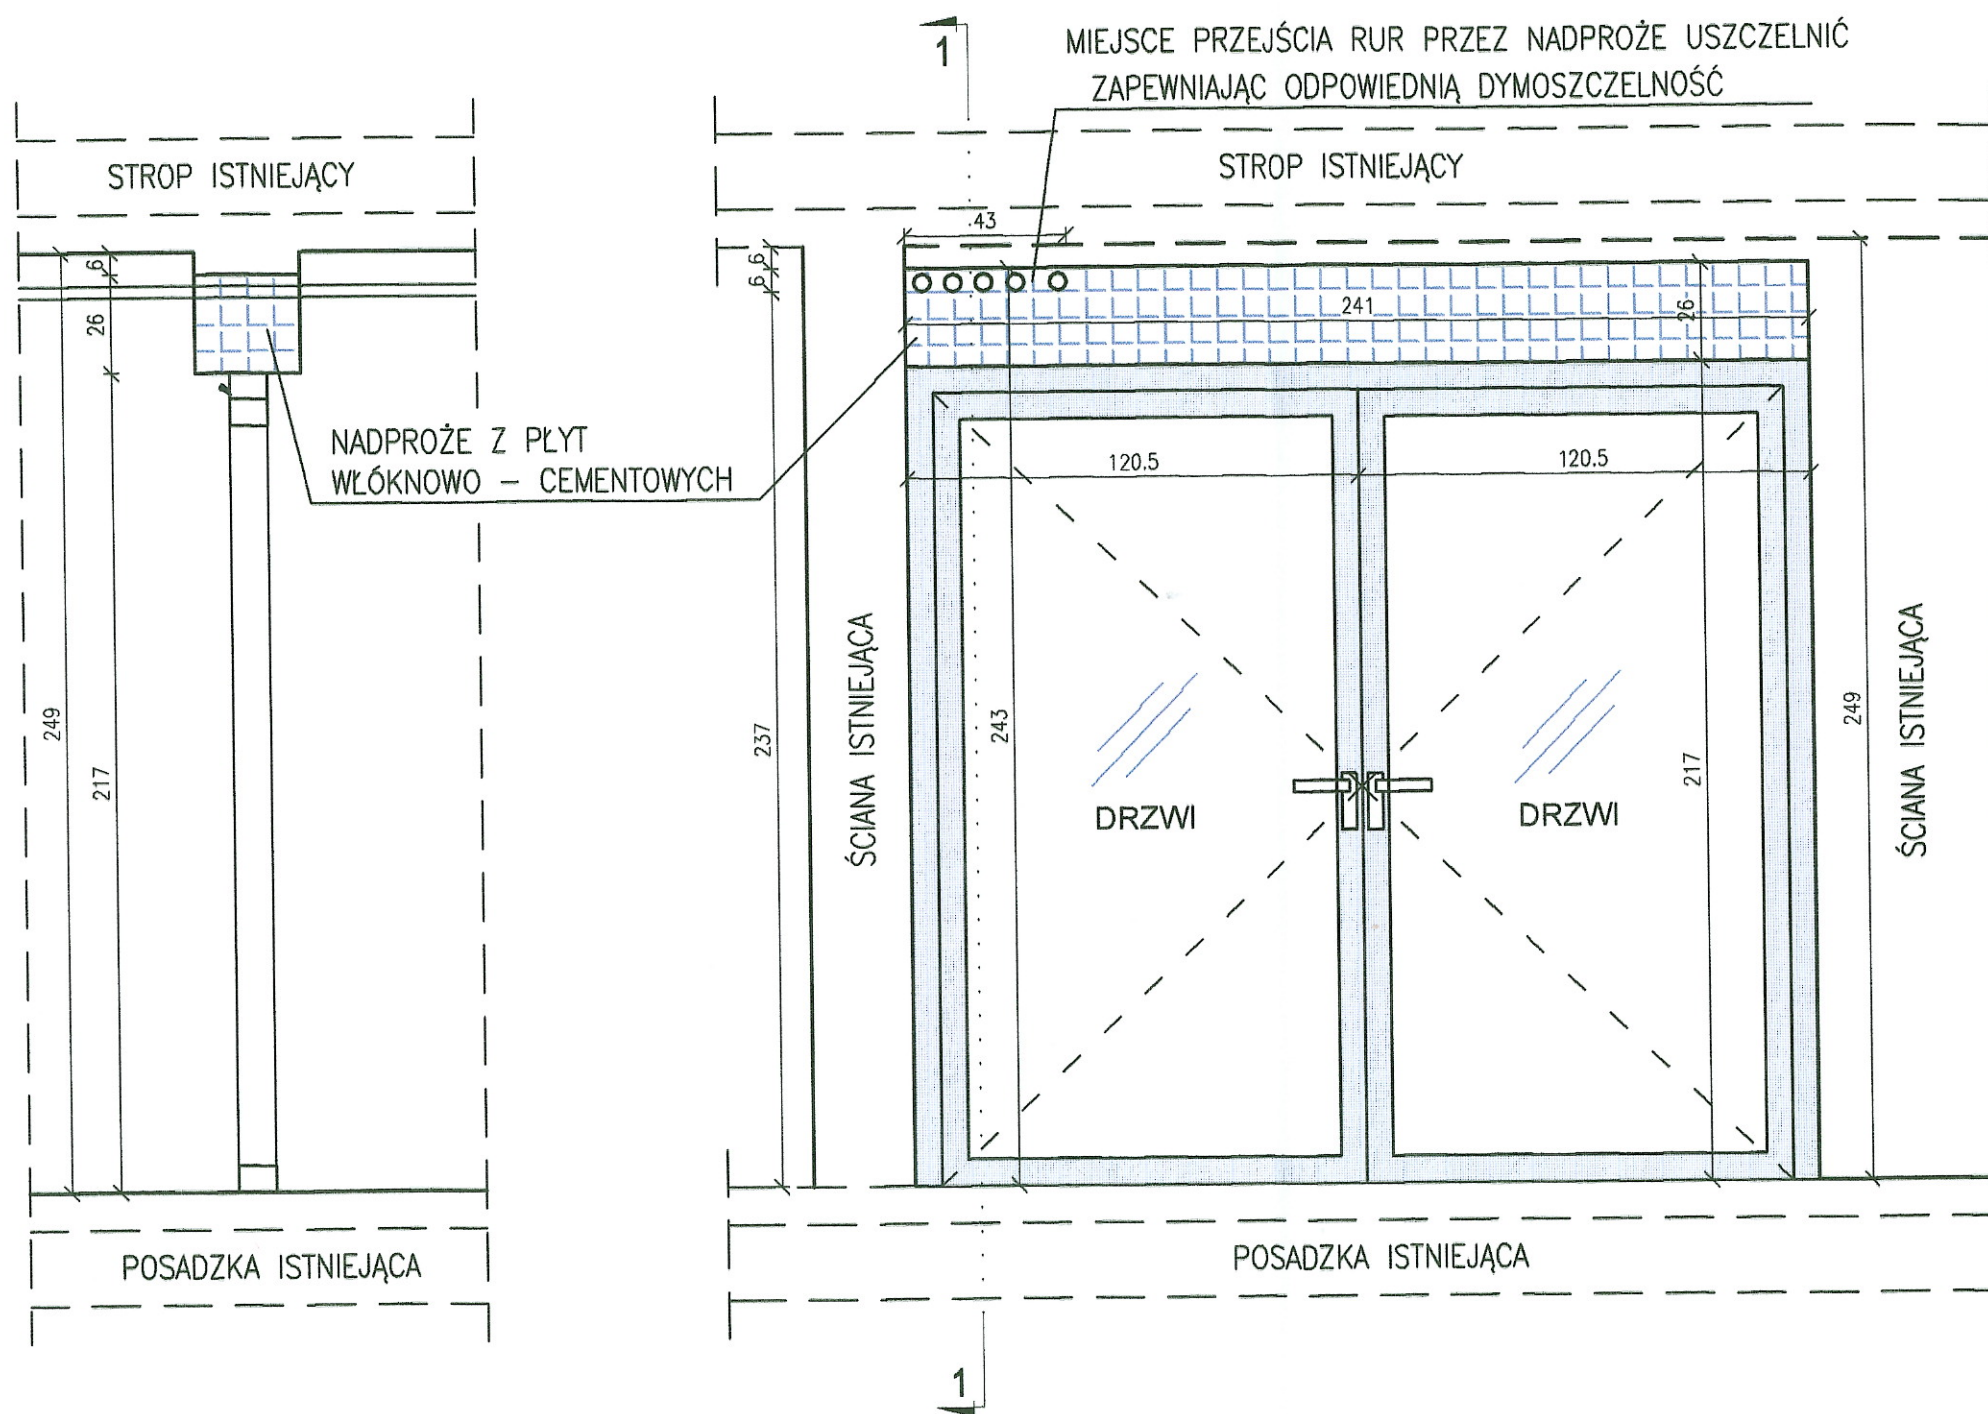 1
MIEJSCE PRZEJŚCIA RUR PRZEZ NADPROŻE USZCZELNIĆ
ZAPEWNIAJĄC ODPOWIEDNIĄ DYMOSZCZELNOŚĆ
STROP ISTNIEJĄCY
STROP ISTNIEJĄCY
43
6
26
249
217
6
6
237
241
26
NADPROŻE Z PŁYT
WŁÓKNOWO – CEMENTOWYCH
120.5
120.5
ŚCIANA ISTNIEJĄCA
243
DRZWI
DRZWI
217
249
ŚCIANA ISTNIEJĄCA
POSADZKA ISTNIEJĄCA
POSADZKA ISTNIEJĄCA
1